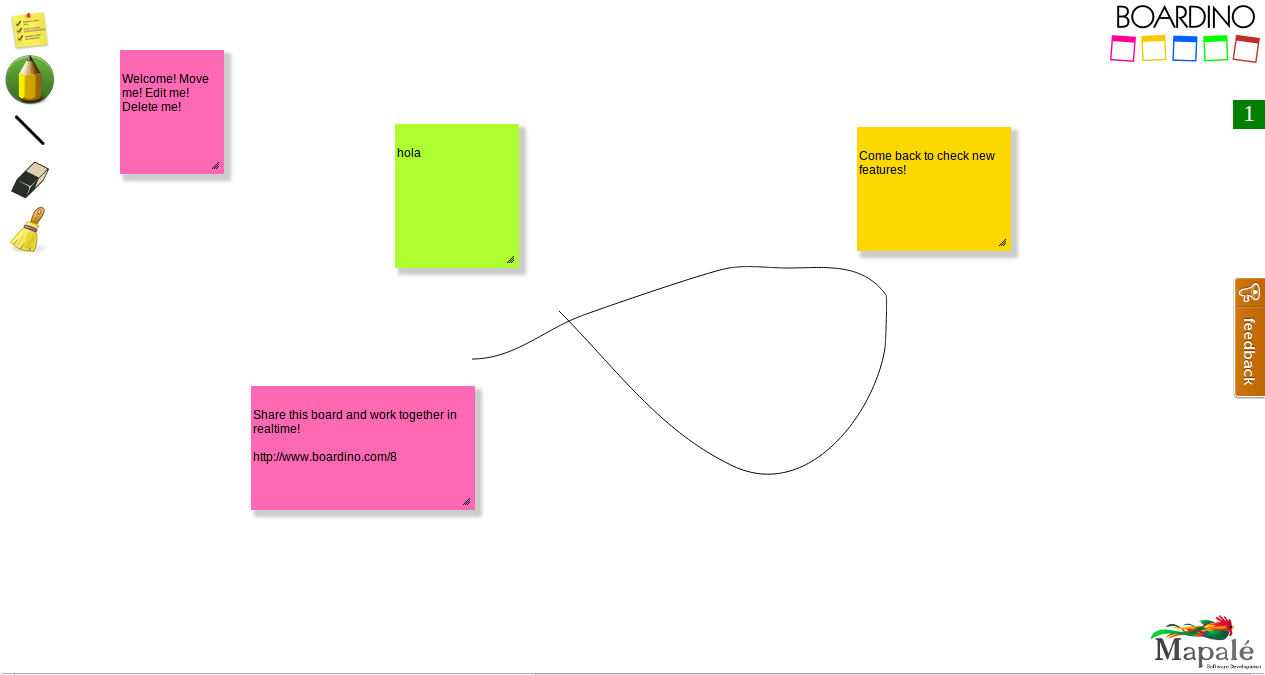 BOARDINO
Welcome! Move
me! Edit me!
Delete me!
1
hola
Come back to check new
features!
feedback
Share this board and work together in
realtime!
http://www.boardino.com/8
Mapalé
Software Development